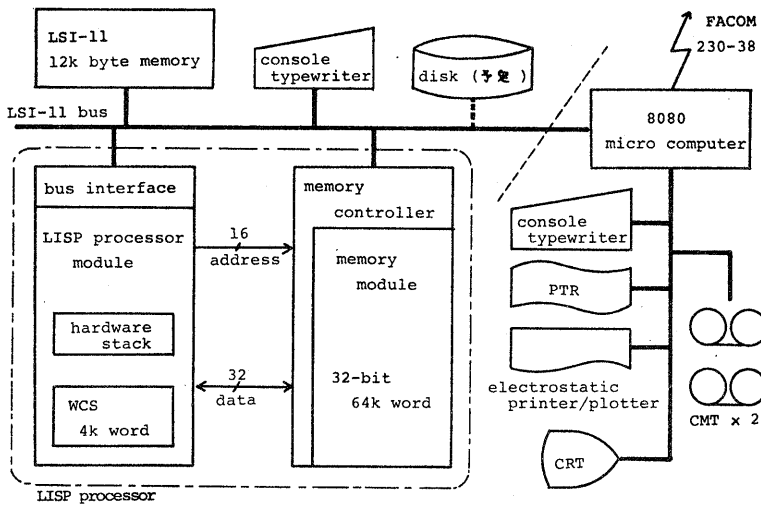 LSI-11
12k byte memory
console
typewriter
disk (予定)
FACOM
230-38
LSI-11 bus
8080
micro computer
bus interface
LISP processor
module
hardware
stack
WCS
4k word
16
address
32
data
memory
controller
memory
module
32-bit
64k word
LISP processor
console
typewriter
PTR
electrostatic
printer/plotter
CMT x 2
CRT